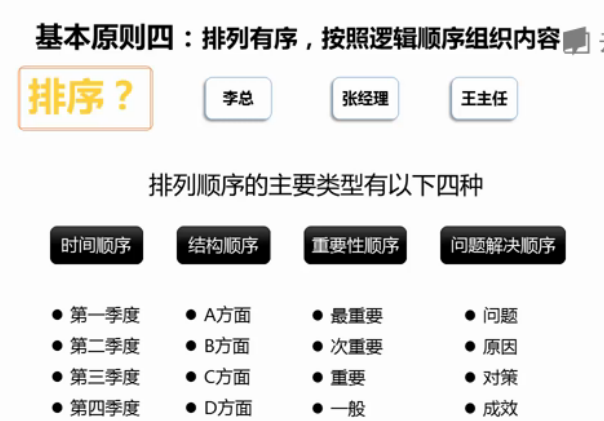 基本原则四：排列有序，按照逻辑顺序组织内容
排序？ 李总 张经理 王主任
排列顺序的主要类型有以下四种
时间顺序 结构顺序 重要性顺序 问题解决顺序
● 第一季度 ● A方面 ● 最重要 ● 问题
● 第二季度 ● B方面 ● 次重要 ● 原因
● 第三季度 ● C方面 ● 重要 ● 对策
● 第四季度 ● D方面 ● 一般 ● 成效